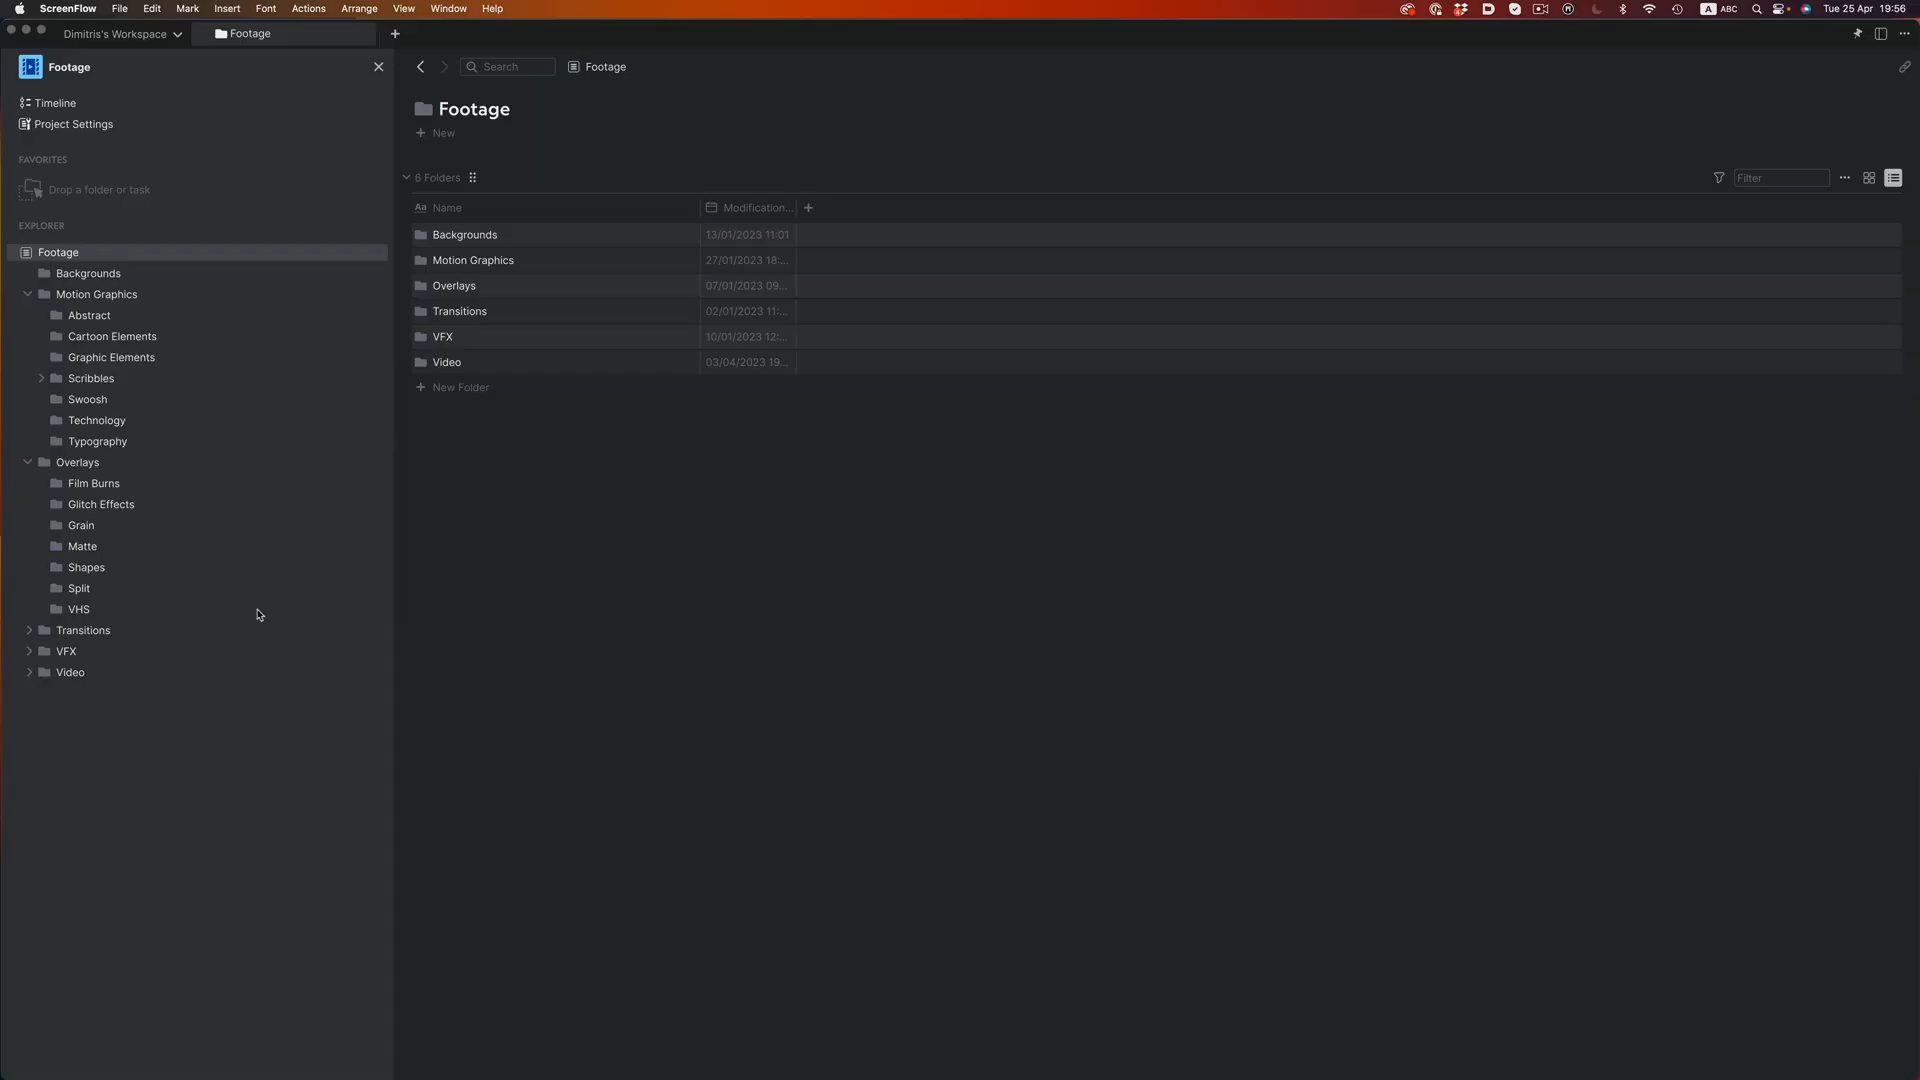 ScreenFlow File Edit Mark Insert Font Actions Arrange View Window Help A ABC Tue 25 Apr 19:56
Dimitris's Workspace Footage
Footage
Timeline
Project Settings
FAVORITES
Drop a folder or task
EXPLORER
Footage
Backgrounds
Motion Graphics
Abstract
Cartoon Elements
Graphic Elements
Scribbles
Swoosh
Technology
Typography
Overlays
Film Burns
Glitch Effects
Grain
Matte
Shapes
Split
VHS
Transitions
VFX
Video
Search Footage
Footage
+ New
6 Folders Filter ...
Aa Name Modification... +
Backgrounds 13/01/2023 11:01
Motion Graphics 27/01/2023 18:...
Overlays 07/01/2023 09...
Transitions 02/01/2023 11:...
VFX 10/01/2023 12:...
Video 03/04/2023 19...
+ New Folder